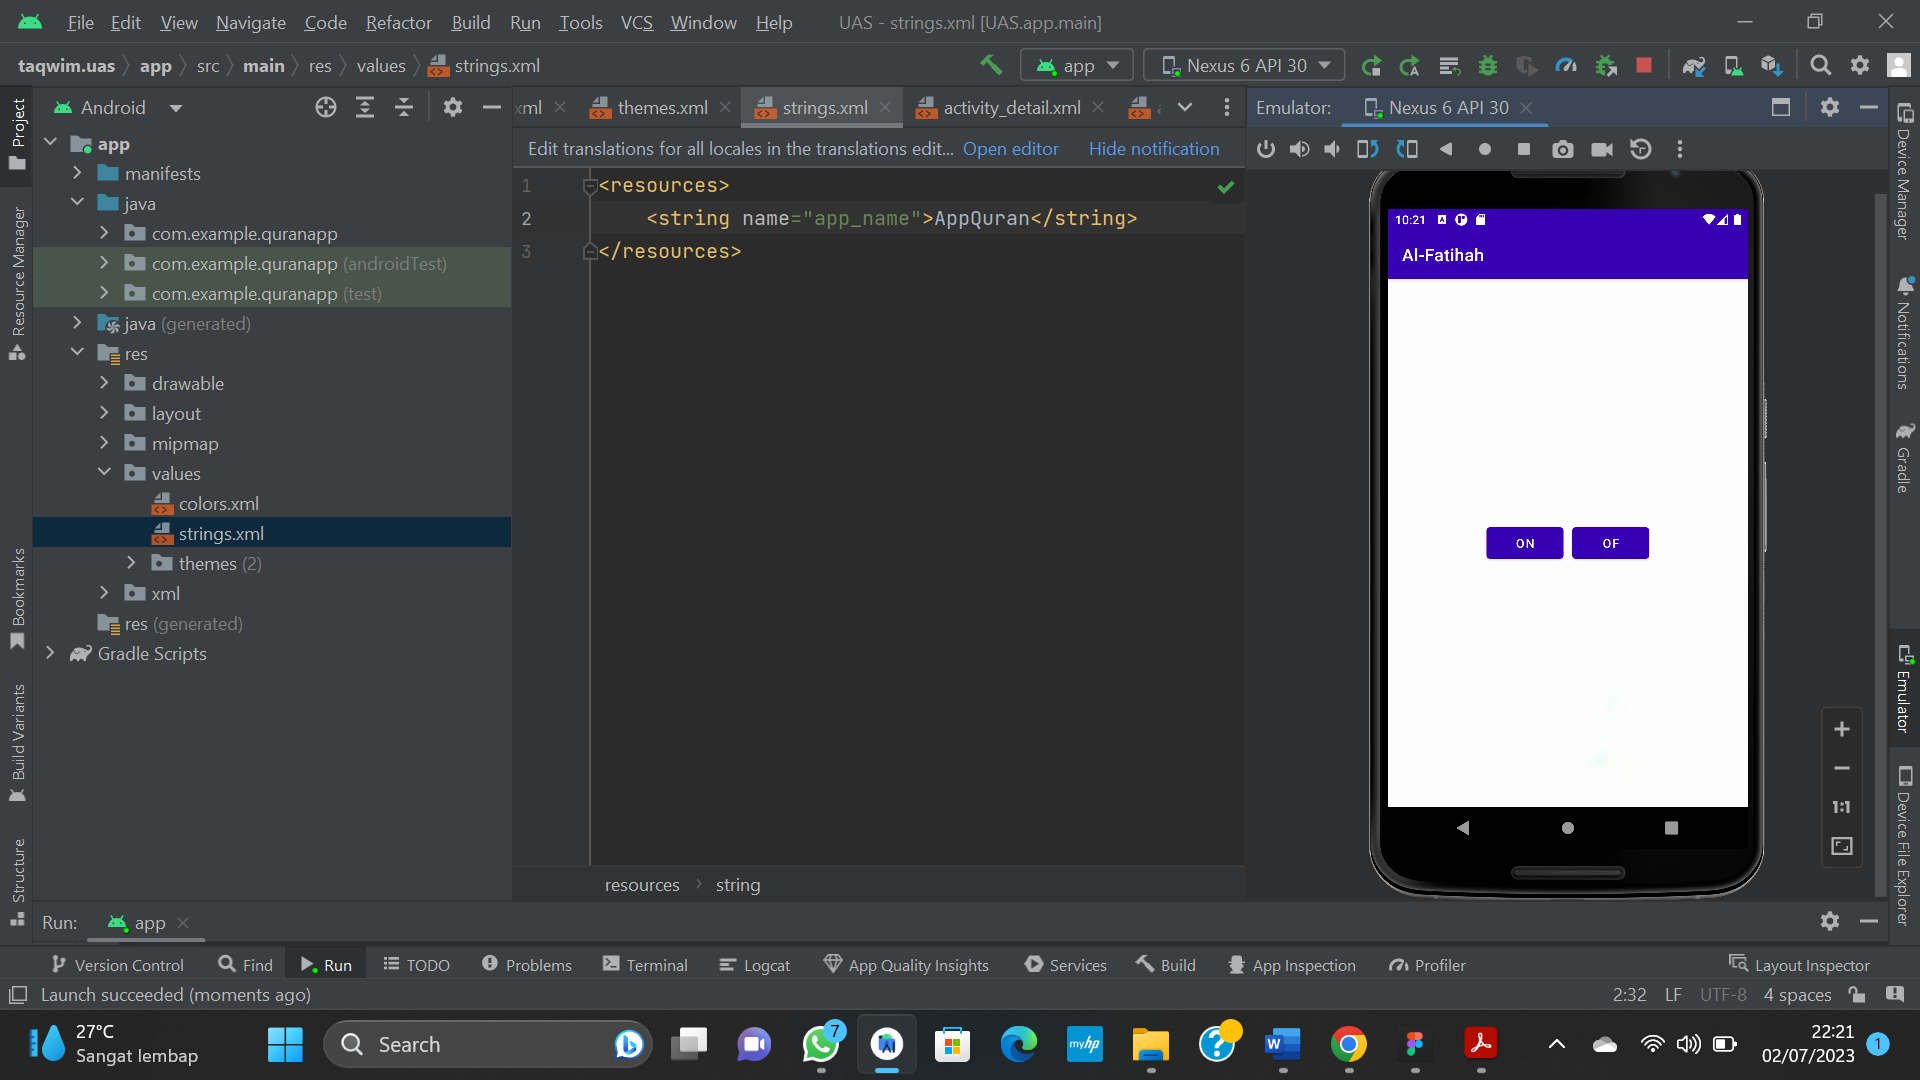 File Edit View Navigate Code Refactor Build Run Tools VCS Window Help UAS - strings.xml [UAS.app.main]
taqwim.uas app src main res values strings.xml app Nexus 6 API 30
Project
Resource Manager
Bookmarks
Build Variants
Structure
Android
app
manifests
java
com.example.quranapp
com.example.quranapp (androidTest)
com.example.quranapp (test)
java (generated)
res
drawable
layout
mipmap
values
colors.xml
strings.xml
themes (2)
xml
res (generated)
Gradle Scripts
xml themes.xml strings.xml activity_detail.xml
Edit translations for all locales in the translations edit... Open editor Hide notification
1 <resources>
2 <string name="app_name">AppQuran</string>
3 </resources>
resources string
Emulator: Nexus 6 API 30
10:21
Al-Fatihah
ON OF
1:1
Device Manager
Notifications
Gradle
Emulator
Device File Explorer
Run: app
Version Control Find Run TODO Problems Terminal Logcat App Quality Insights Services Build App Inspection Profiler Layout Inspector
Launch succeeded (moments ago) 2:32 LF UTF-8 4 spaces
27°C
Sangat lembap
Search
7
myhp
22:21
02/07/2023
1